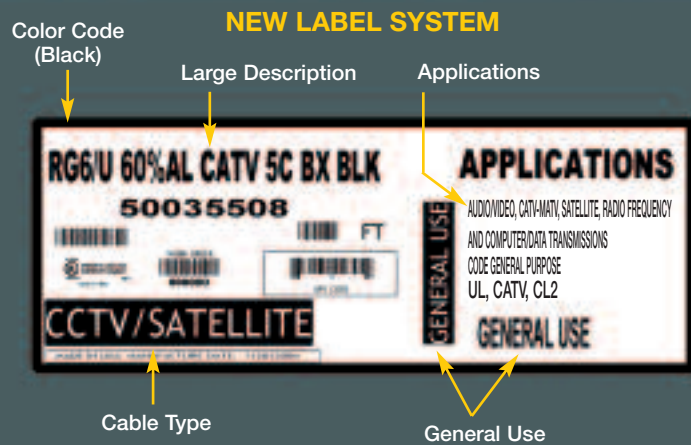 NEW LABEL SYSTEM
Color Code
(Black)
Large Description
Applications
RG6/U 60%AL CATV 5C BX BLK
50035508
FT
CCTV/SATELLITE
GENERAL USE
APPLICATIONS
AUDIO/VIDEO, CATV-MATV, SATELLITE, RADIO FREQUENCY
AND COMPUTER/DATA TRANSMISSIONS
CODE GENERAL PURPOSE
UL, CATV, CL2
GENERAL USE
Cable Type
General Use